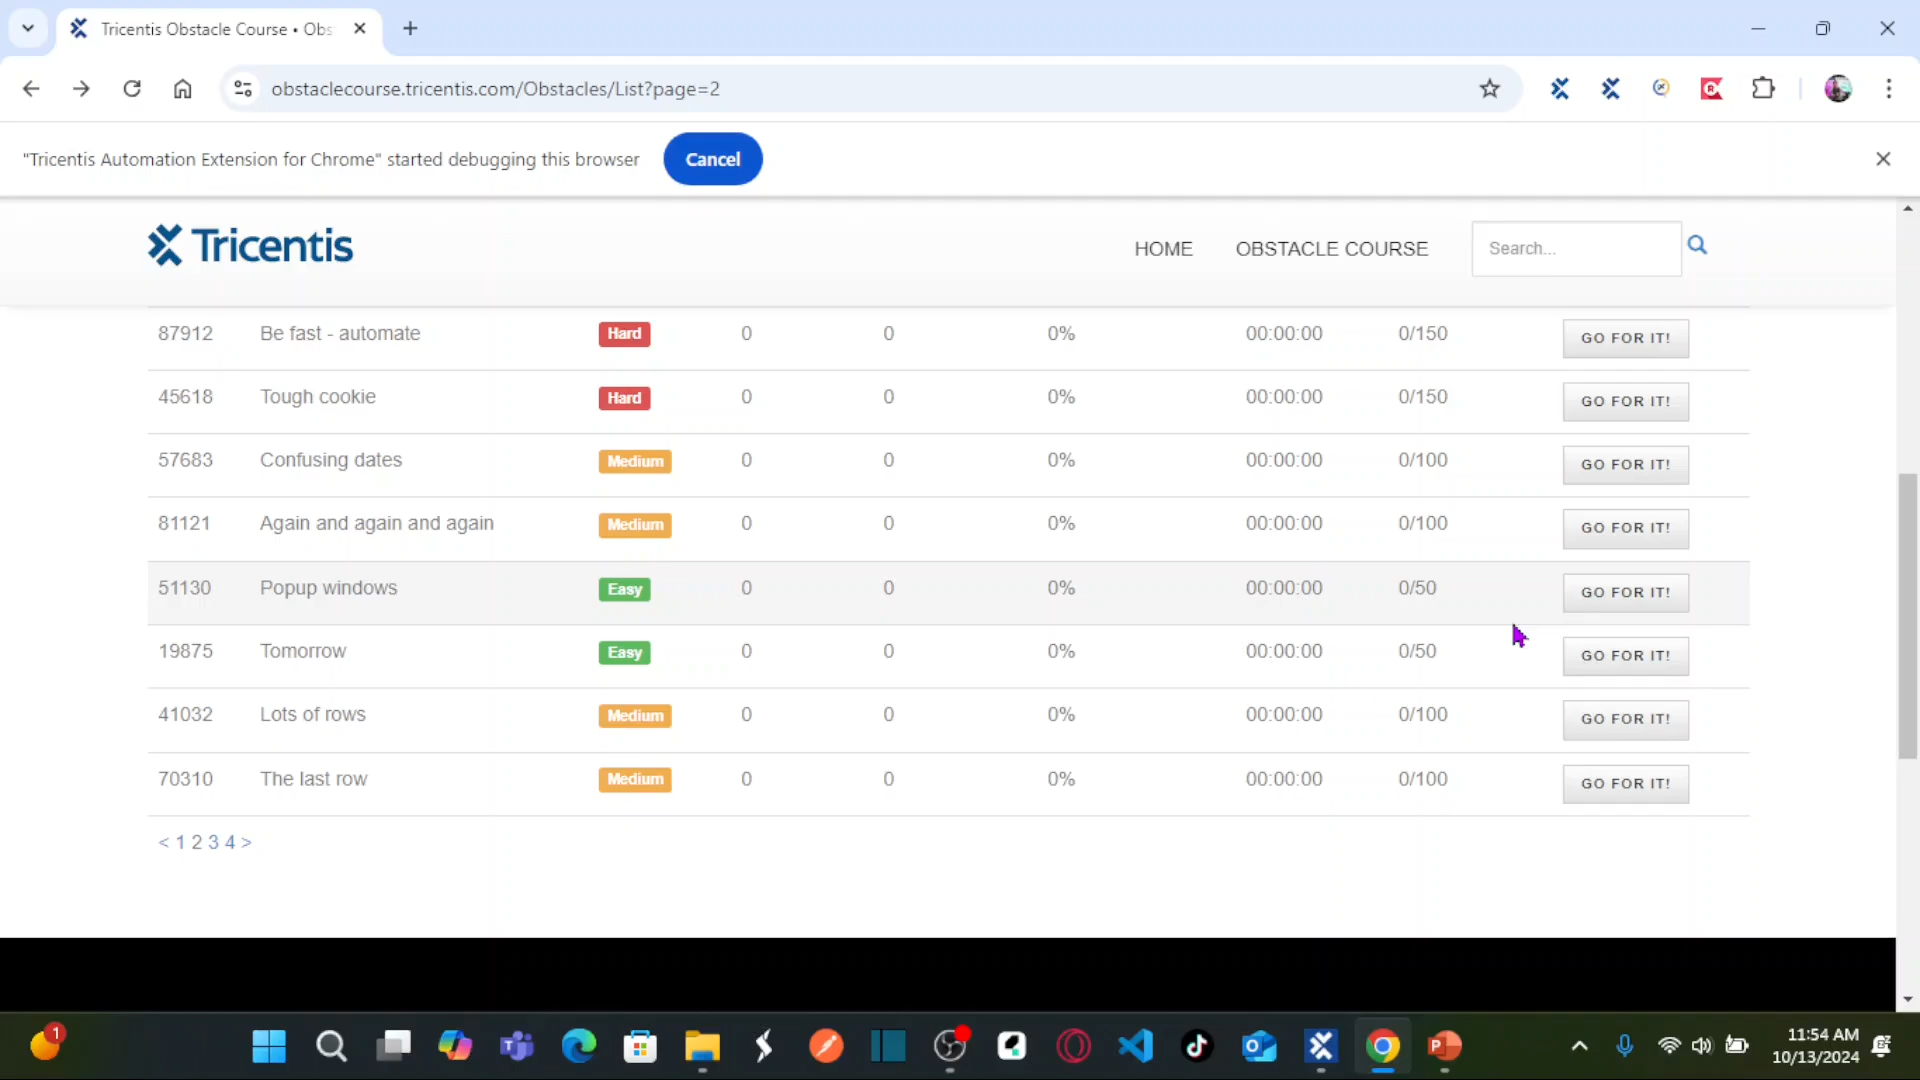 Tricentis Obstacle Course • Obs
obstaclecourse.tricentis.com/Obstacles/List?page=2
"Tricentis Automation Extension for Chrome" started debugging this browser Cancel
Tricentis HOME OBSTACLE COURSE Search...
87912 Be fast - automate Hard 0 0 0% 00:00:00 0/150 GO FOR IT!
45618 Tough cookie Hard 0 0 0% 00:00:00 0/150 GO FOR IT!
57683 Confusing dates Medium 0 0 0% 00:00:00 0/100 GO FOR IT!
81121 Again and again and again Medium 0 0 0% 00:00:00 0/100 GO FOR IT!
51130 Popup windows Easy 0 0 0% 00:00:00 0/50 GO FOR IT!
19875 Tomorrow Easy 0 0 0% 00:00:00 0/50 GO FOR IT!
41032 Lots of rows Medium 0 0 0% 00:00:00 0/100 GO FOR IT!
70310 The last row Medium 0 0 0% 00:00:00 0/100 GO FOR IT!
< 1 2 3 4 >
1
11:54 AM
10/13/2024